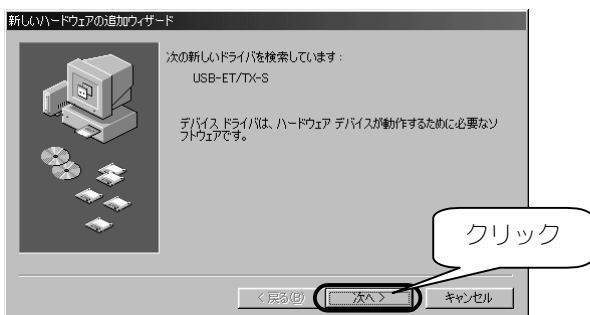 新しいハードウェアの追加ウィザード
次の新しいドライバを検索しています：
USB-ET/TX-S
デバイス ドライバは、ハードウェア デバイスが動作するために必要なソ
フトウェアです。
クリック
< 戻る(B)
次へ >
キャンセル